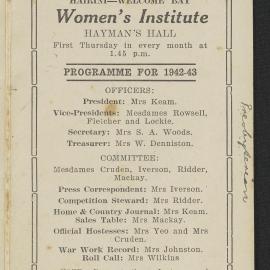 HAIRINI—WELCOME BAY
Women's Institute
HAYMAN'S HALL
First Thursday in every month at
1.45 p.m.
PROGRAMME FOR 1942-43
OFFICERS:
President: Mrs Keam.
Vice-Presidents: Mesdames Rowsell,
Fleicher and Lockie.
Secretary: Mrs S. A. Woods.
Treasurer: Mrs W. Denniston.
COMMITTEE:
Mesdames Cruden, Iverson, Ridder,
Mackay.
Press Correspondent: Mrs Iverson.
Competition Steward: Mrs Ridder.
Home & Country Journal: Mrs Keam.
Sales Table: Mrs Mackay.
Official Hostesses: Mrs Yeo and Mrs
Cruden.
War Work Record: Mrs Johnston.
Roll Call: Mrs Wilkins